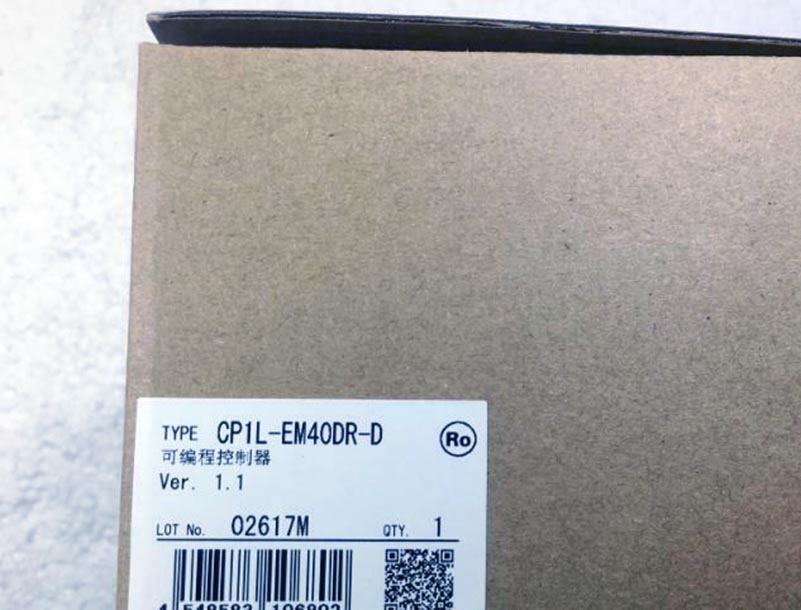 TYPE CP1L-EM40DR-D
Ro
可编程控制器
Ver. 1.1
LOT No. 02617M QTY. 1